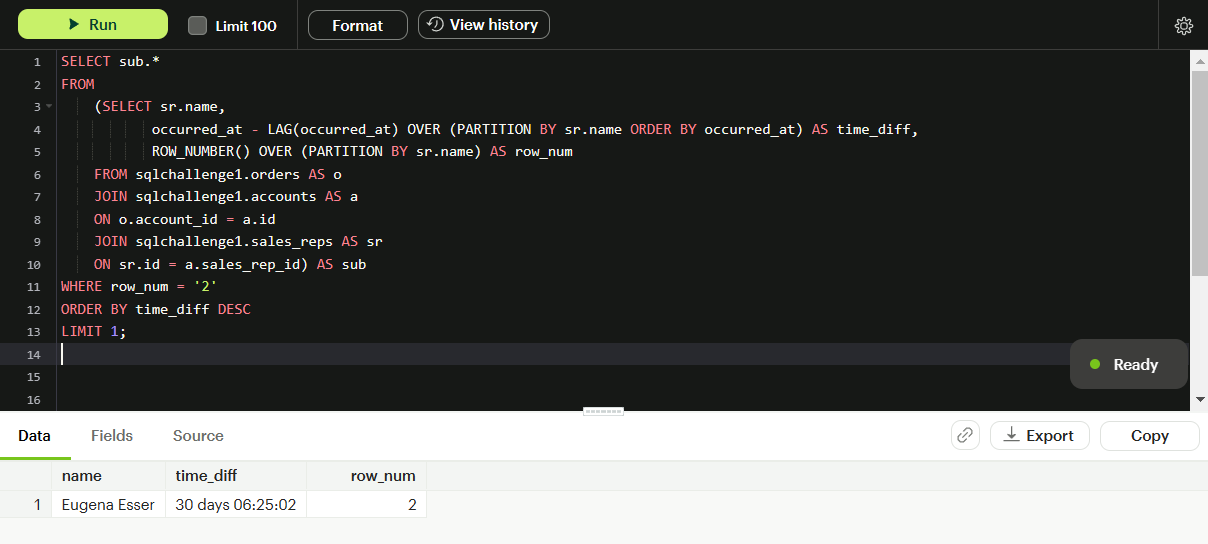 Run
Limit 100
Format
View history
1 SELECT sub.*
2 FROM
3 (SELECT sr.name,
4 occurred_at - LAG(occurred_at) OVER (PARTITION BY sr.name ORDER BY occurred_at) AS time_diff,
5 ROW_NUMBER() OVER (PARTITION BY sr.name) AS row_num
6 FROM sqlchallenge1.orders AS o
7 JOIN sqlchallenge1.accounts AS a
8 ON o.account_id = a.id
9 JOIN sqlchallenge1.sales_reps AS sr
10 ON sr.id = a.sales_rep_id) AS sub
11 WHERE row_num = '2'
12 ORDER BY time_diff DESC
13 LIMIT 1;
14
Ready
15
16
Data Fields Source Export Copy
name time_diff row_num
1 Eugena Esser 30 days 06:25:02 2